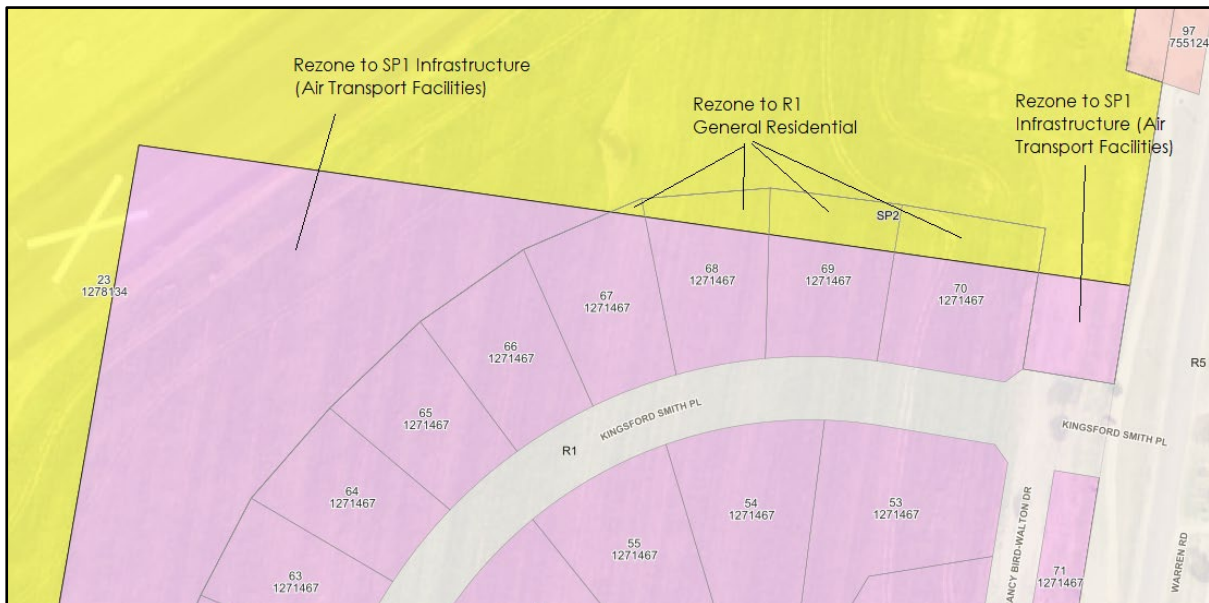 97
755124
Rezone to SP1 Infrastructure
(Air Transport Facilities)
Rezone to R1
General Residential
Rezone to SP1
Infrastructure (Air
Transport Facilities)
SP2
23
1278134
67
1271467
68
1271467
69
1271467
70
1271467
66
1271467
R5
65
1271467
KINGSFORD SMITH PL
KINGSFORD SMITH PL
R1
64
1271467
54
1271467
53
1271467
55
1271467
63
1271467
ANCY BIRD-WALTON DR
71
1271467
WARREN RD